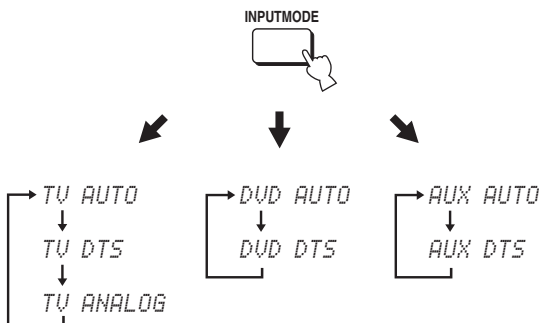 INPUTMODE
TV AUTO
TV DTS
TV ANALOG
DVD AUTO
DVD DTS
AUX AUTO
AUX DTS